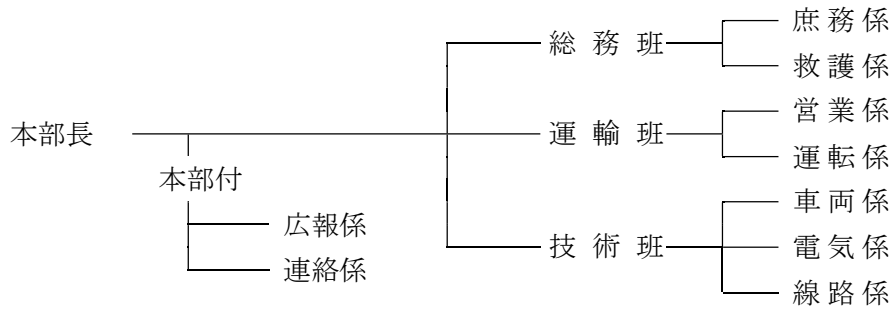 本部長
本部付
広報係
連絡係
総務班
庶務係
救護係
運輸班
営業係
運転係
技術班
車両係
電気係
線路係